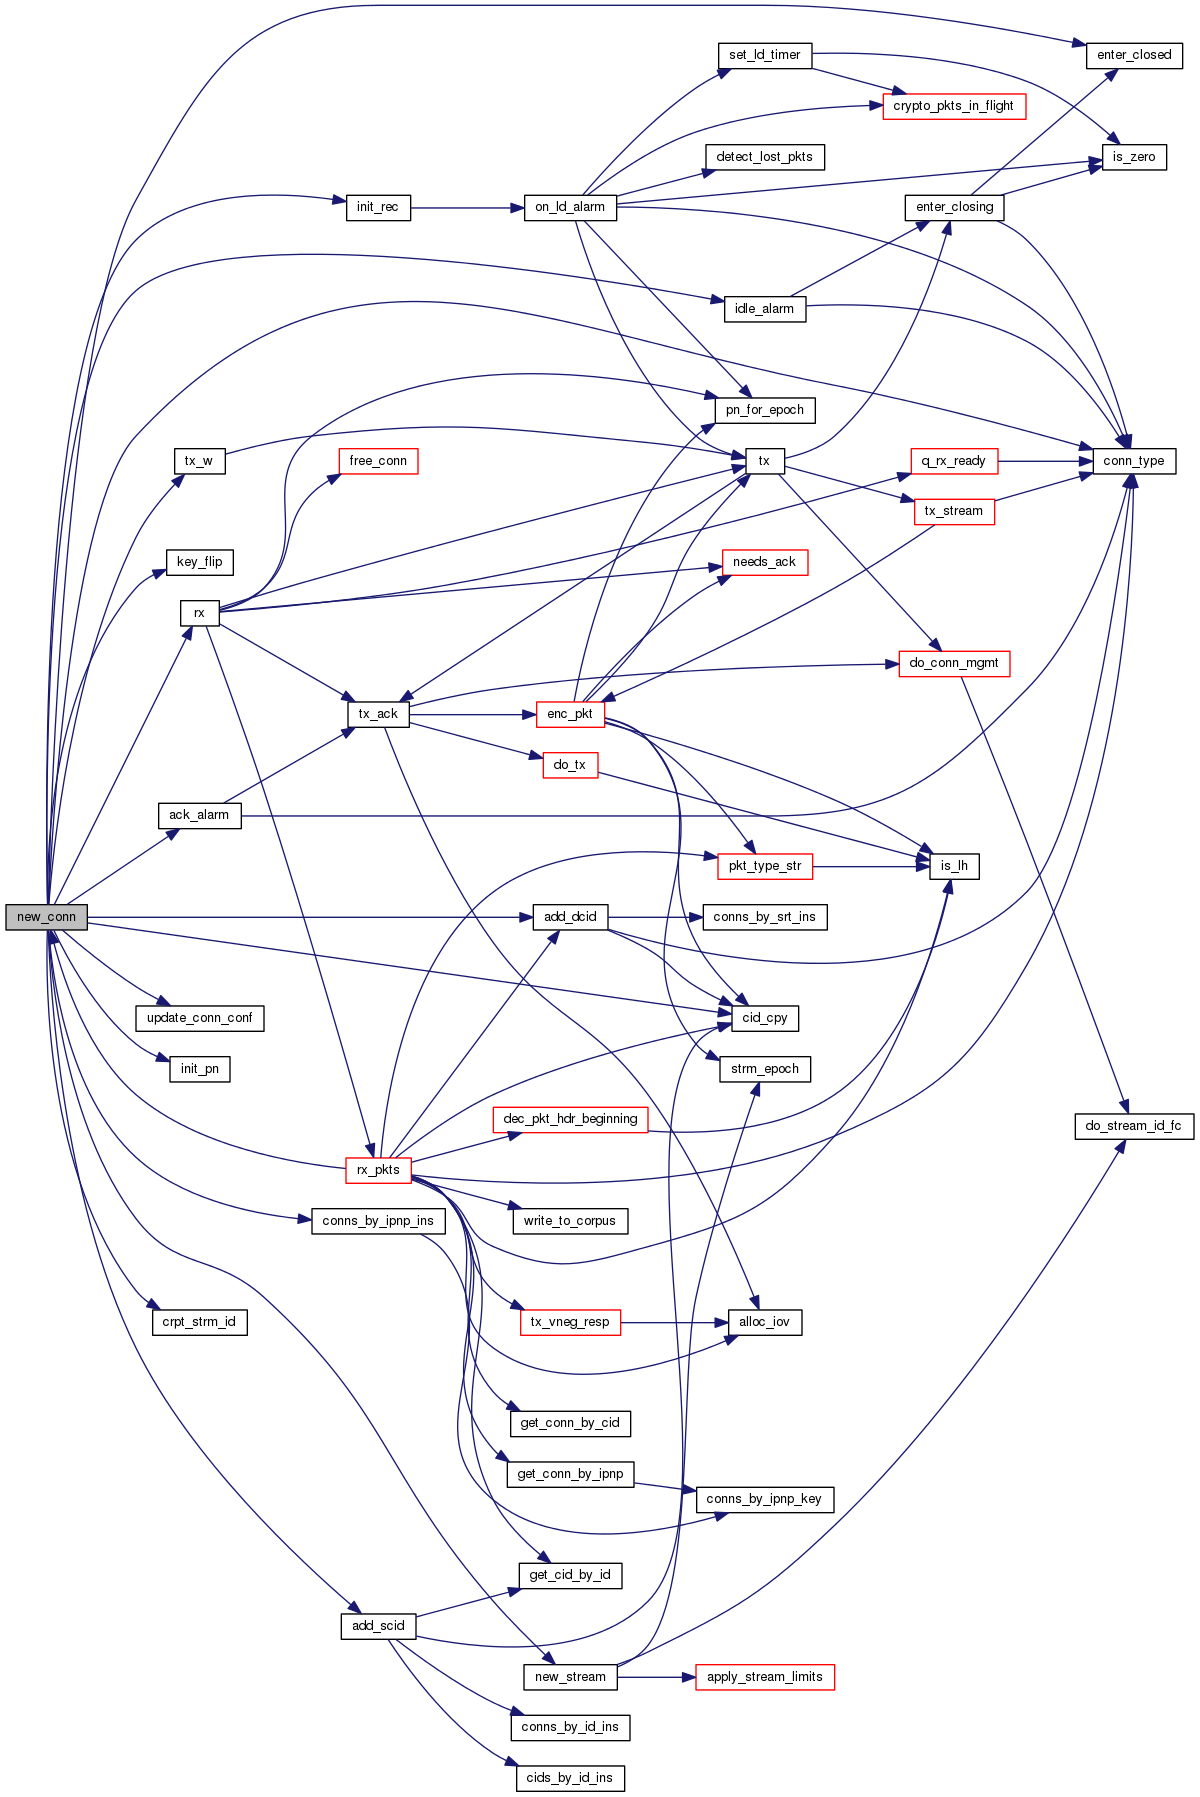 set_ld_timer
enter_closed
crypto_pkts_in_flight
detect_lost_pkts
is_zero
init_rec
on_ld_alarm
enter_closing
idle_alarm
pn_for_epoch
tx_w
free_conn
tx
q_rx_ready
conn_type
tx_stream
key_flip
needs_ack
rx
do_conn_mgmt
tx_ack
enc_pkt
do_tx
ack_alarm
pkt_type_str
is_lh
new_conn
add_dcid
conns_by_srt_ins
update_conn_conf
cid_cpy
init_pn
strm_epoch
dec_pkt_hdr_beginning
do_stream_id_fc
rx_pkts
conns_by_ipnp_ins
write_to_corpus
crpt_strm_id
tx_vneg_resp
alloc_iov
get_conn_by_cid
get_conn_by_ipnp
conns_by_ipnp_key
get_cid_by_id
add_scid
new_stream
apply_stream_limits
conns_by_id_ins
cids_by_id_ins